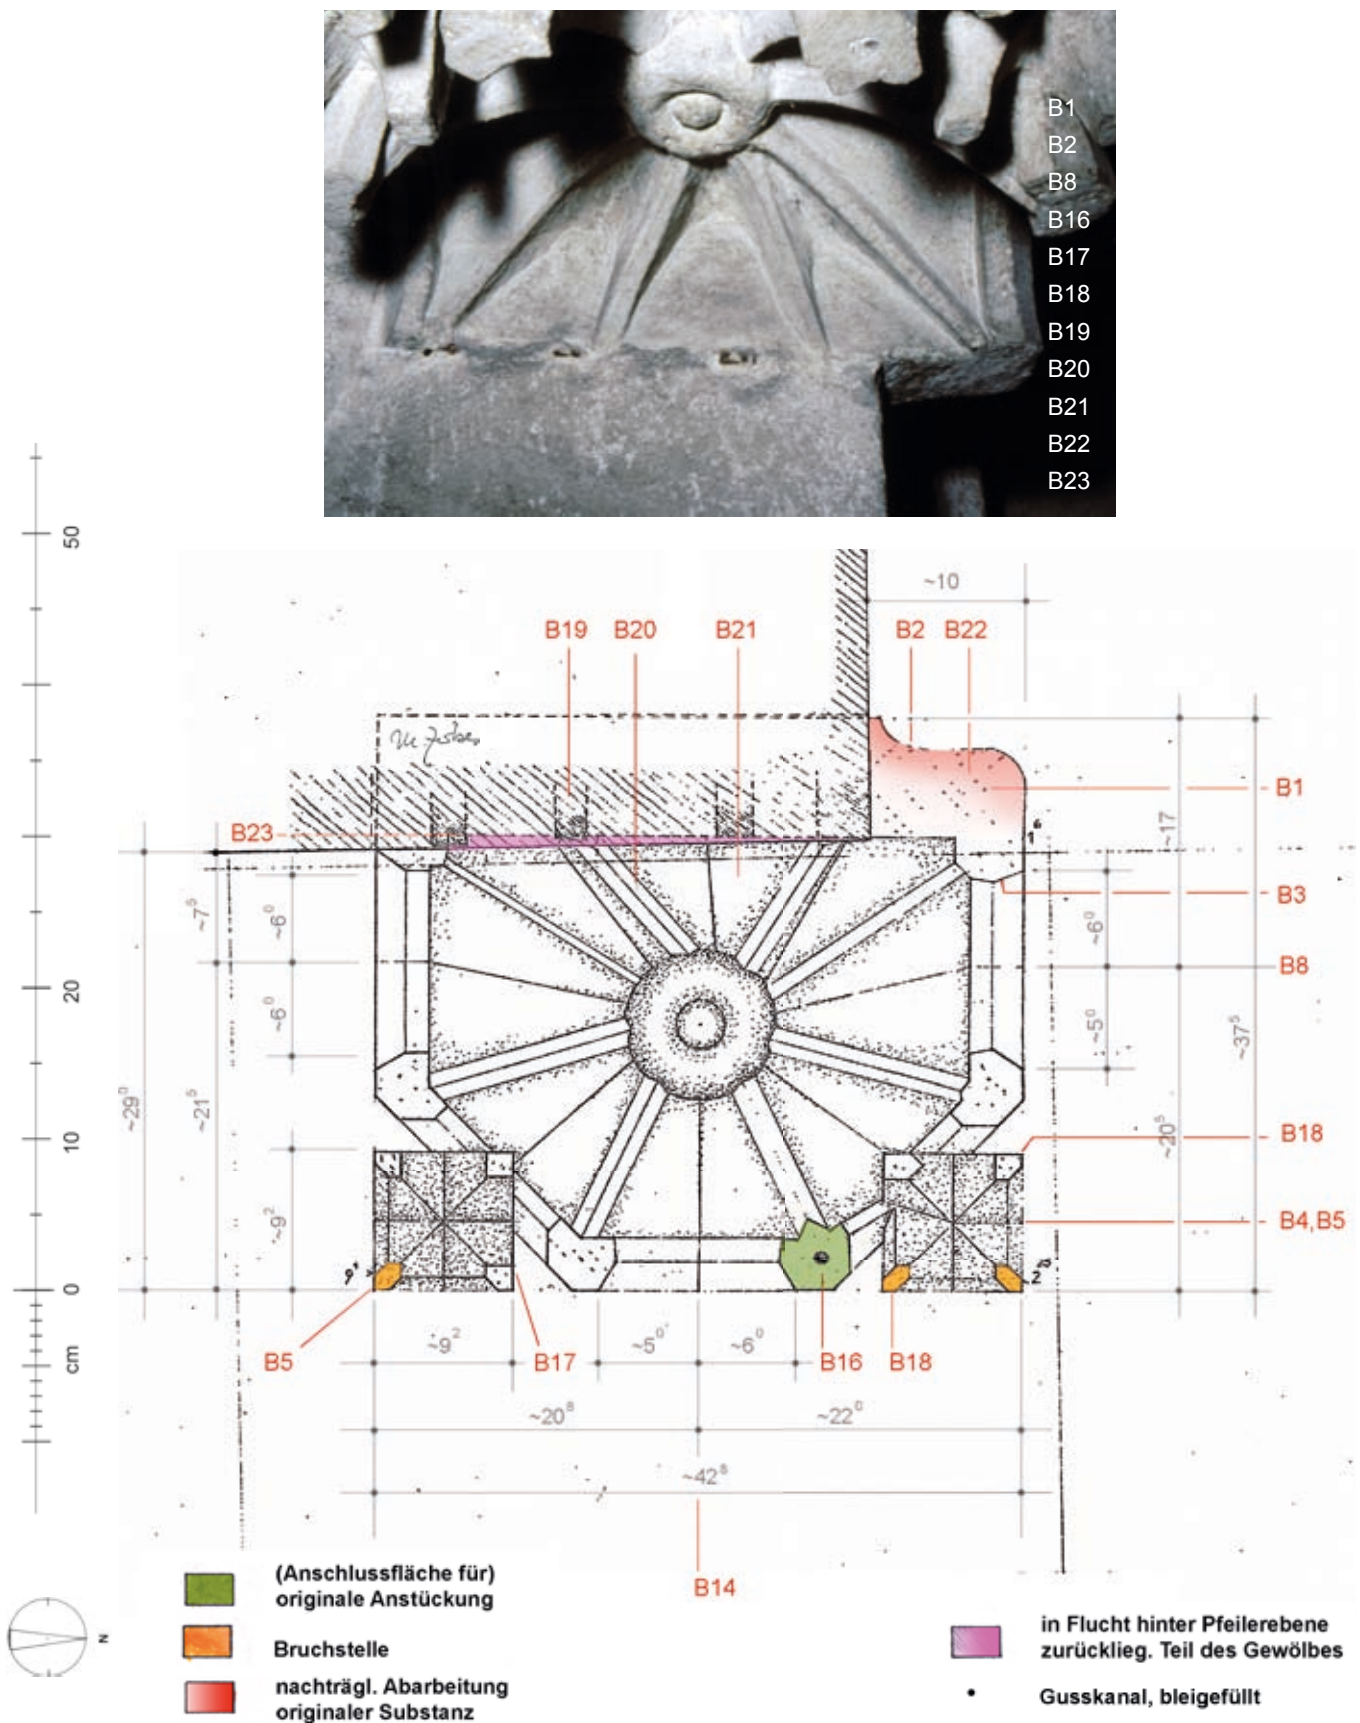 B1
B2
B8
B16
B17
B18
B19
B20
B21
B22
B23
50
20
10
0
cm
~10
B19
B20
B21
B2
B22
B23
B1
B3
B8
B18
B4,B5
~17
~37⁵
~20⁵
~6⁰
~5⁰
~7⁵
~6⁰
~6⁰
~29⁰
~21⁵
~9²
B5
~9²
B17
~5⁰
~6⁰
B16
B18
~20⁸
~22⁰
~42⁸
B14
N
(Anschlussfläche für)
originale Anstückung
Bruchstelle
nachträgl. Abarbeitung
originaler Substanz
in Flucht hinter Pfeilerebene
zurücklieg. Teil des Gewölbes
Gusskanal, bleigefüllt